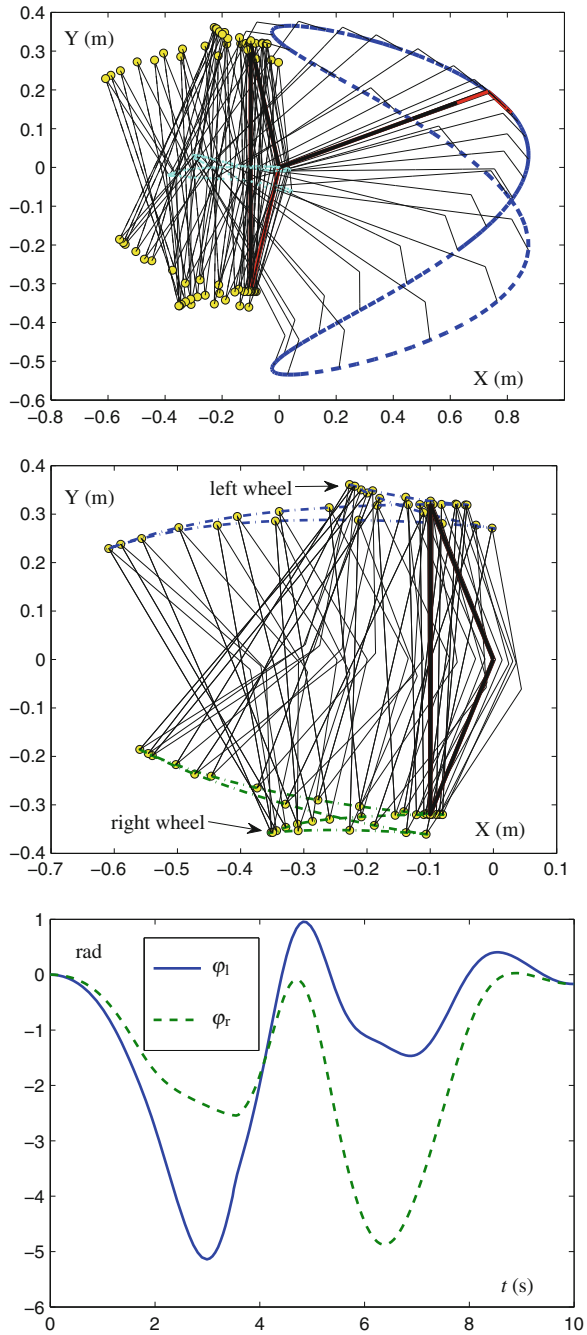 0.4
Y (m)
0.3
0.2
0.1
0
−0.1
−0.2
−0.3
−0.4
−0.5
X (m)
−0.6
−0.8 −0.6 −0.4 −0.2 0 0.2 0.4 0.6 0.8
0.4
Y (m)
left wheel
0.3
0.2
0.1
0
−0.1
−0.2
−0.3
right wheel
X (m)
−0.4
−0.7 −0.6 −0.5 −0.4 −0.3 −0.2 −0.1 0 0.1
1
rad
0
φl
−1
φr
−2
−3
−4
−5
t (s)
−6
0 2 4 6 8 10